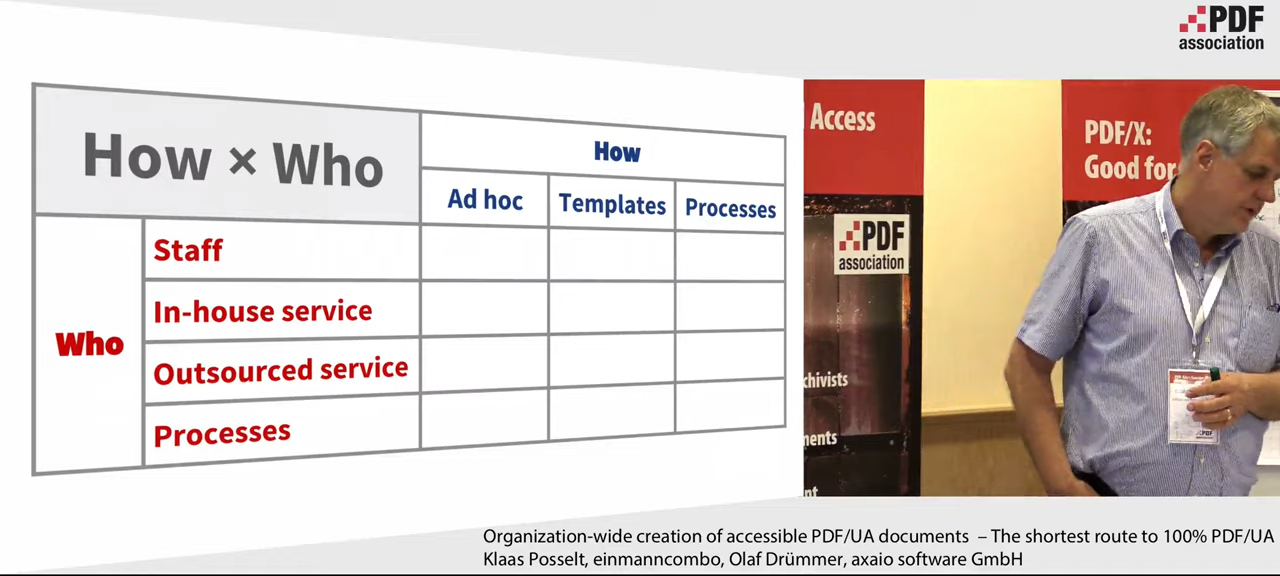 PDF
association
How × Who
How
Ad hoc
Templates
Processes
Who
Staff
In-house service
Outsourced service
Processes
Access
PDF/X:
Good for
PDF
association
chivists
ments
nt
PDF
Organization-wide creation of accessible PDF/UA documents – The shortest route to 100% PDF/UA
Klaas Posselt, einmanncombo, Olaf Drümmer, axaio software GmbH